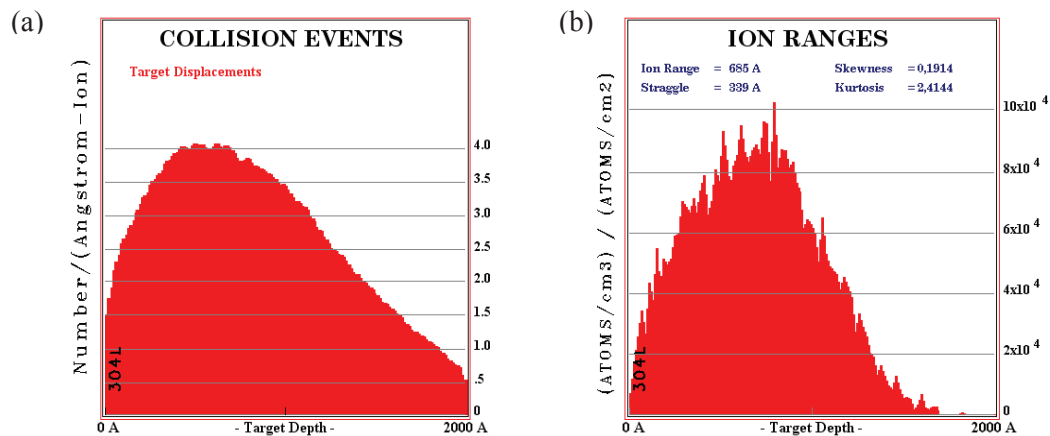 (a)
COLLISION EVENTS
Target Displacements
Number/(Angstrom-Ion)
4.0
3.5
3.0
2.5
2.0
1.5
1.0
.5
0
304L
0 A
- Target Depth -
2000 A
(b)
ION RANGES
Ion Range = 685 A Skewness =0,1914
Straggle = 339 A Kurtosis =2,4144
(ATOMS/cm3) / (ATOMS/cm2)
10x10 4
8x10 4
6x10 4
4x10 4
2x10 4
0
304L
0 A
- Target Depth -
2000 A